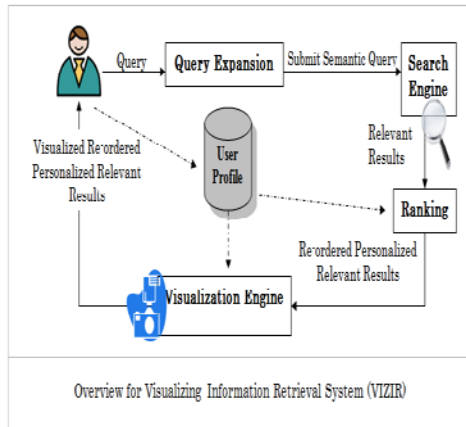 Query
Query Expansion
Submit Semantic Query
Search
Engine
Visualized Re-ordered
Personalized Relevant
Results
User
Profile
Relevant
Results
Ranking
Re-ordered Personalized
Relevant Results
Visualization Engine
Overview for Visualizing Information Retrieval System (VIZIR)